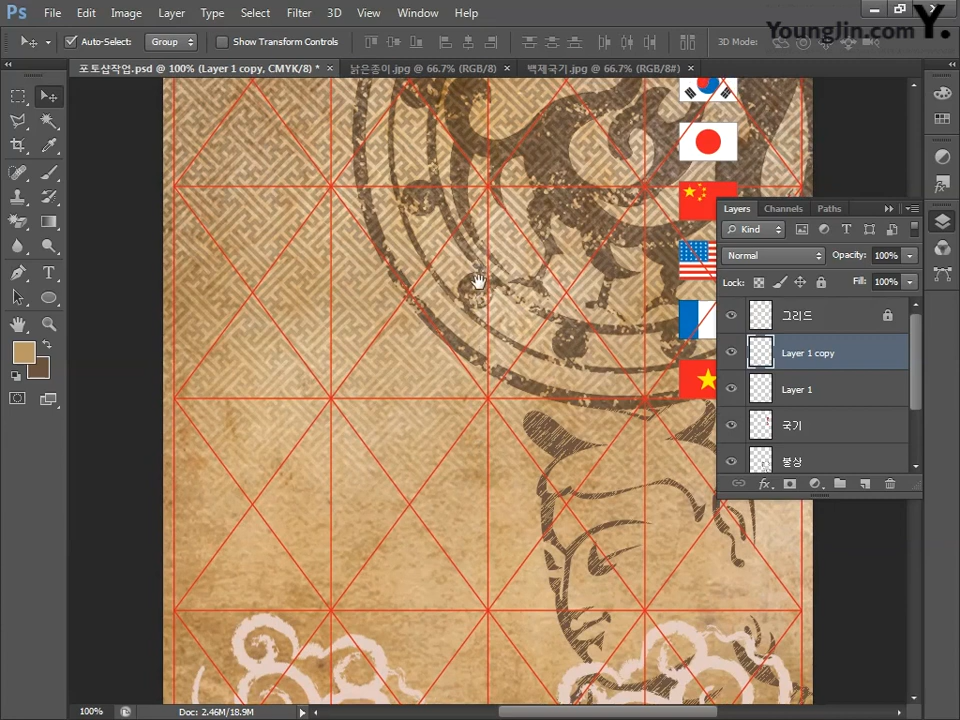 Ps File Edit Image Layer Type Select Filter 3D View Window Help
YoungJin.com Y.
Auto-Select: Group Show Transform Controls 3D Mode:
포토샵작업.psd @ 100% (Layer 1 copy, CMYK/8) * ×
낡은종이.jpg @ 66.7% (RGB/8) ×
백제국기.jpg @ 66.7% (RGB/8#) ×
Layers Channels Paths
Kind
Normal Opacity: 100%
Lock: Fill: 100%
그리드
Layer 1 copy
Layer 1
국기
불상
fx
100% Doc: 2.46M/18.9M